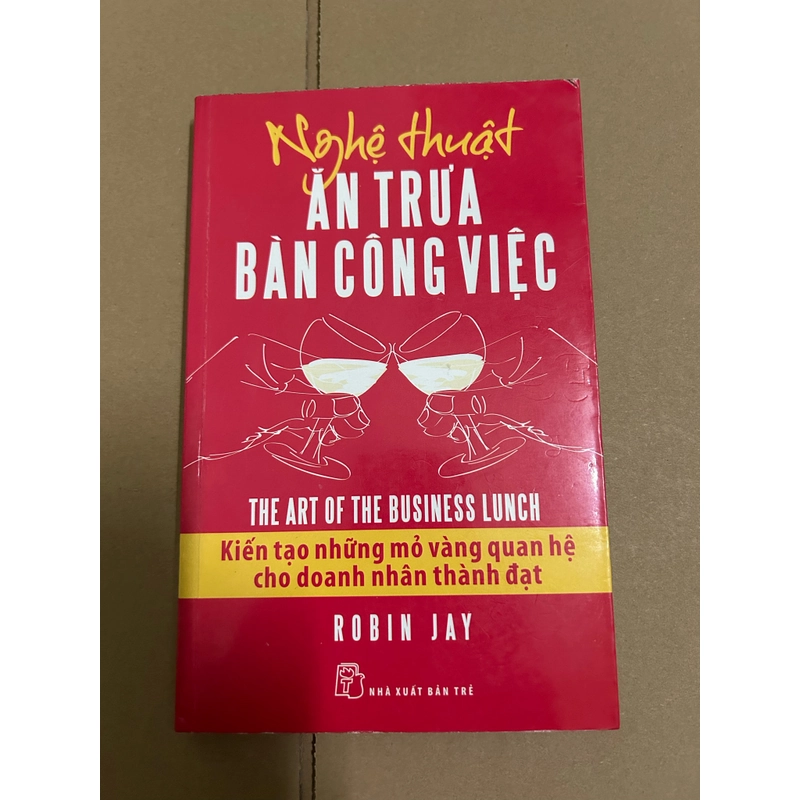 Nghệ thuật
ĂN TRƯA
BÀN CÔNG VIỆC
THE ART OF THE BUSINESS LUNCH
Kiến tạo những mỏ vàng quan hệ
cho doanh nhân thành đạt
ROBIN JAY
T
NHÀ XUẤT BẢN TRẺ